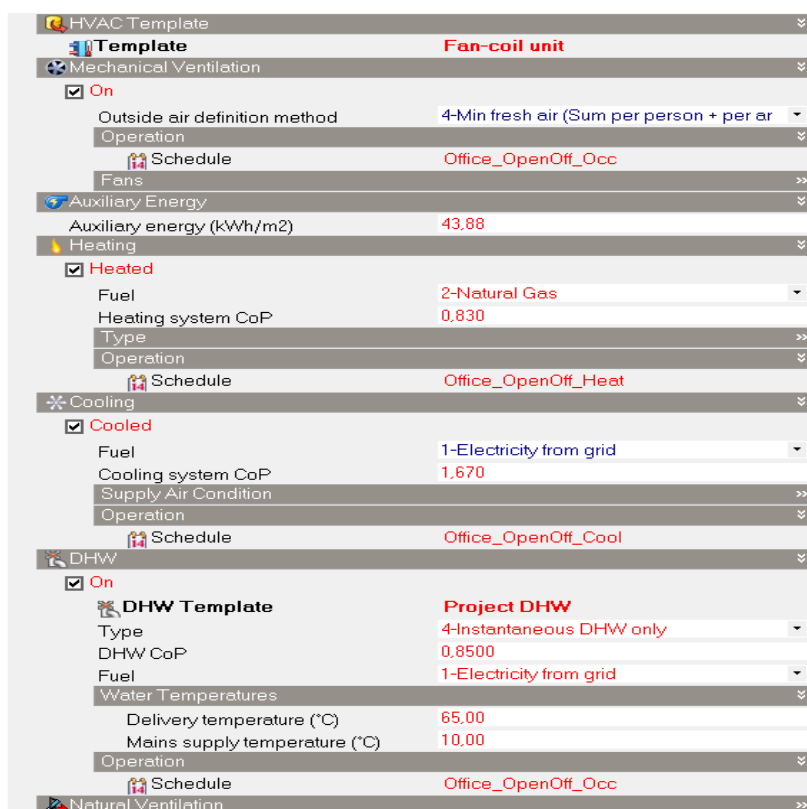 HVAC Template
Template Fan-coil unit
Mechanical Ventilation
On
Outside air definition method 4-Min fresh air (Sum per person + per ar
Operation
14 Schedule Office_OpenOff_Occ
Fans
Auxiliary Energy
Auxiliary energy (kWh/m2) 43,88
Heating
Heated
Fuel 2-Natural Gas
Heating system CoP 0,830
Type
Operation
14 Schedule Office_OpenOff_Heat
Cooling
Cooled
Fuel 1-Electricity from grid
Cooling system CoP 1,670
Supply Air Condition
Operation
14 Schedule Office_OpenOff_Cool
DHW
On
DHW Template Project DHW
Type 4-Instantaneous DHW only
DHW CoP 0,8500
Fuel 1-Electricity from grid
Water Temperatures
Delivery temperature (°C) 65,00
Mains supply temperature (°C) 10,00
Operation
14 Schedule Office_OpenOff_Occ
Natural Ventilation